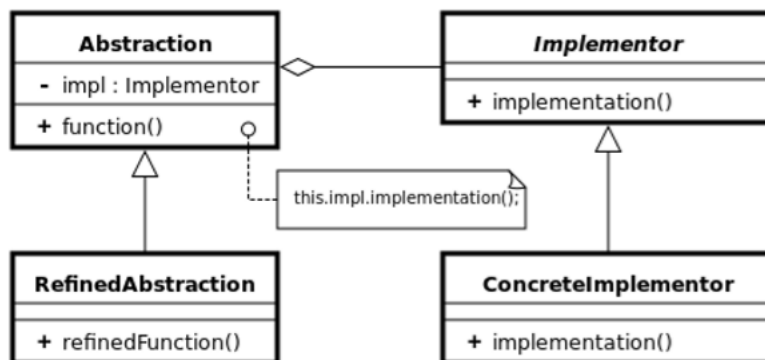 Abstraction
- impl : Implementor
+ function()
Implementor
+ implementation()
this.impl.implementation();
RefinedAbstraction
+ refinedFunction()
ConcreteImplementor
+ implementation()